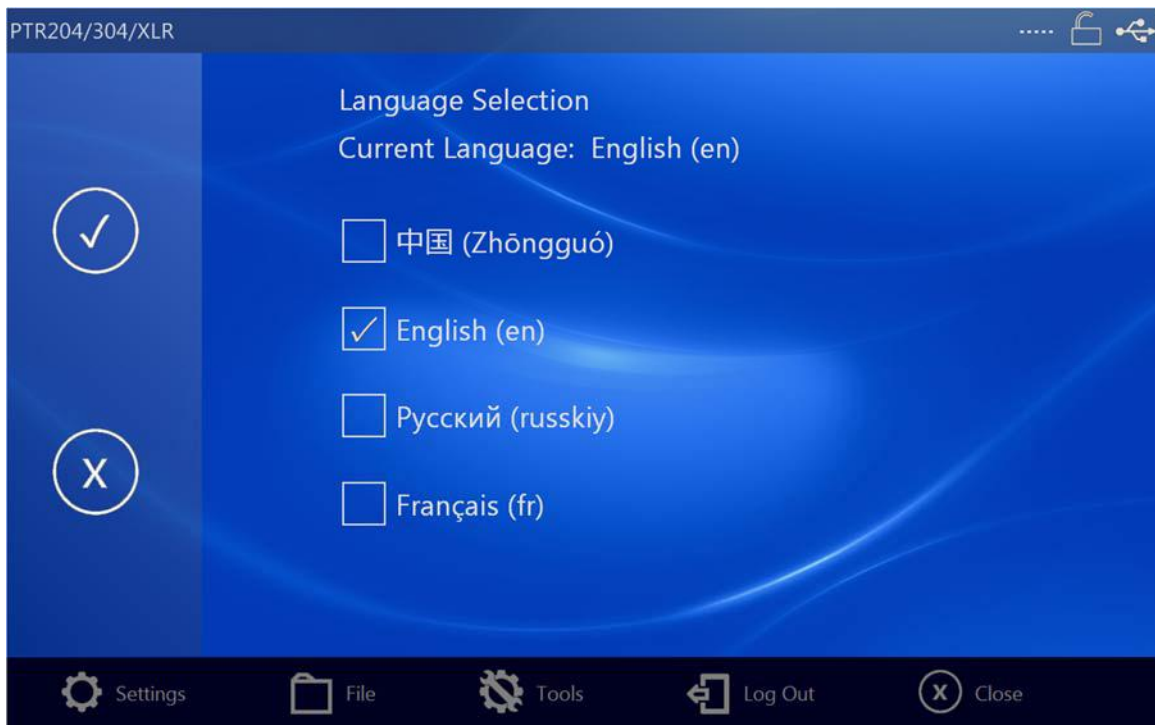 PTR204/304/XLR
Language Selection
Current Language: English (en)
中国 (Zhōngguó)
English (en)
Русский (russkiy)
Français (fr)
X
Settings
File
Tools
Log Out
X
Close